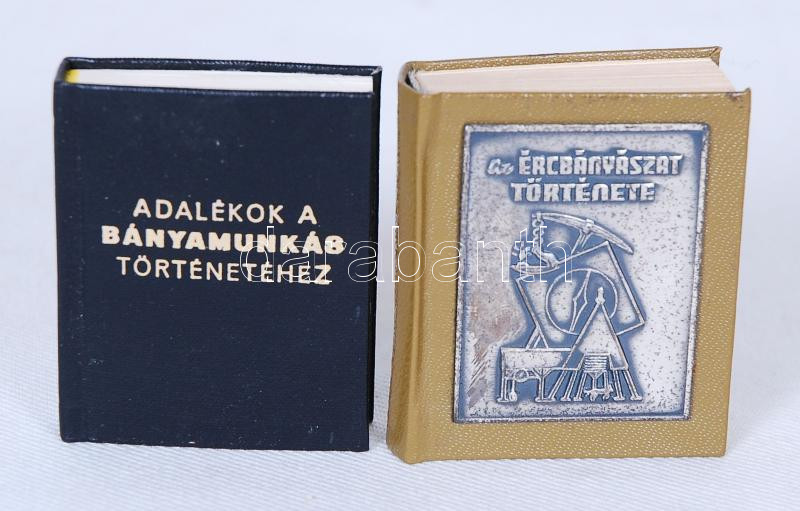 ADALÉKOK A
BÁNYAMUNKÁS
TÖRTÉNETÉHEZ
Az ÉRCBÁNYÁSZAT
TÖRTÉNETE
darabanth